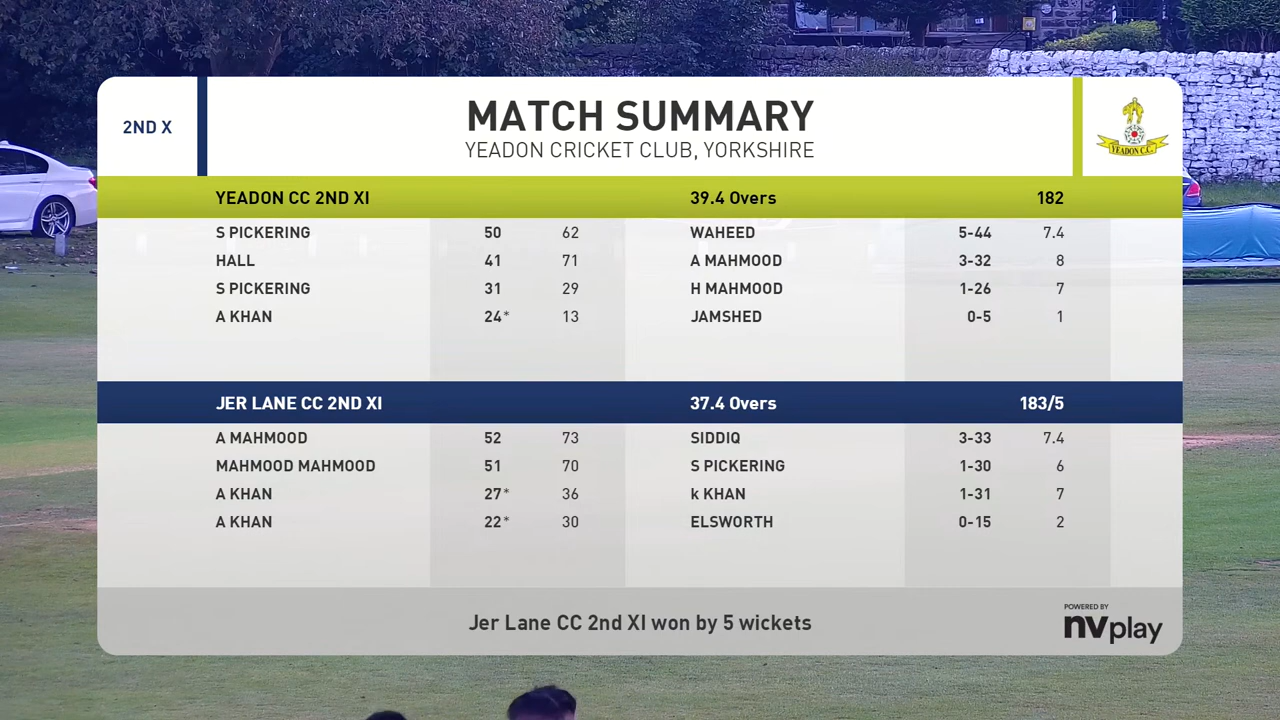 2ND X
MATCH SUMMARY
YEADON CRICKET CLUB, YORKSHIRE
YEADON C.C.
YEADON CC 2ND XI 39.4 Overs 182
S PICKERING 50 62 WAHEED 5-44 7.4
HALL 41 71 A MAHMOOD 3-32 8
S PICKERING 31 29 H MAHMOOD 1-26 7
A KHAN 24* 13 JAMSHED 0-5 1
JER LANE CC 2ND XI 37.4 Overs 183/5
A MAHMOOD 52 73 SIDDIQ 3-33 7.4
MAHMOOD MAHMOOD 51 70 S PICKERING 1-30 6
A KHAN 27* 36 k KHAN 1-31 7
A KHAN 22* 30 ELSWORTH 0-15 2
Jer Lane CC 2nd XI won by 5 wickets
POWERED BY
nvplay